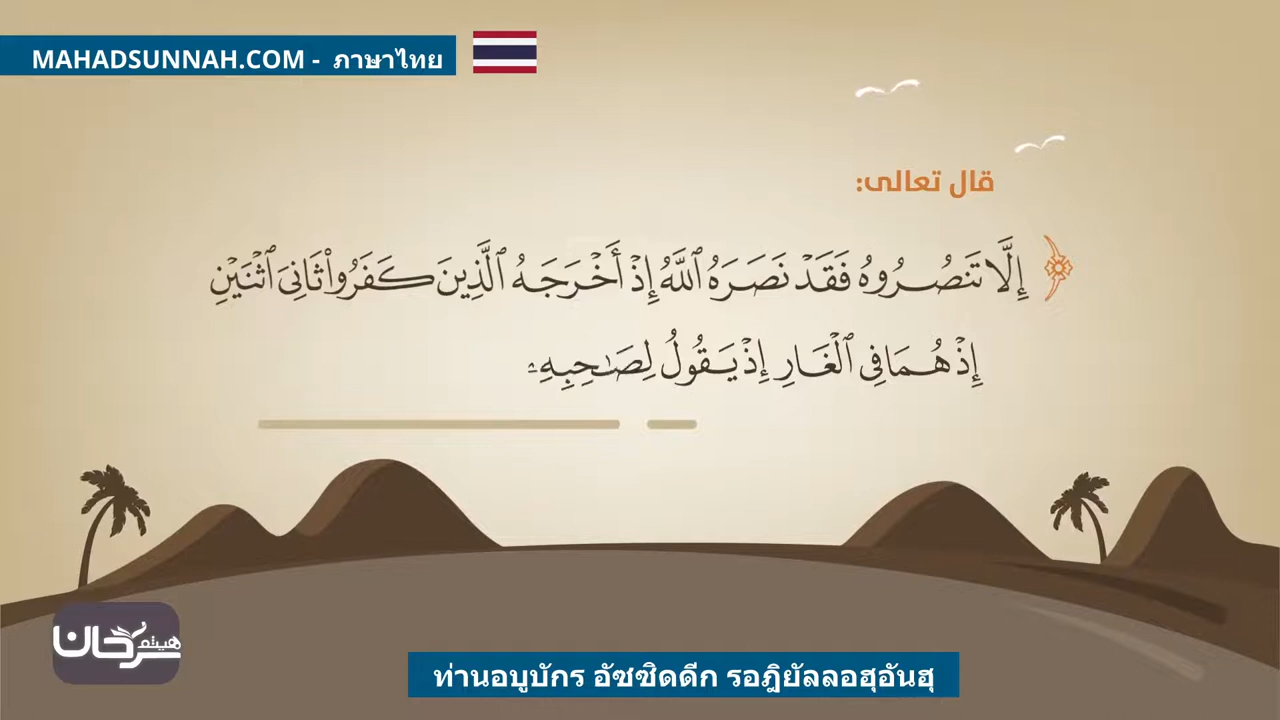 MAHADSUNNAH.COM - ภาษาไทย
قال تعالى:
إِلَّا تَنصُرُوهُ فَقَدْ نَصَرَهُ ٱللَّهُ إِذْ أَخْرَجَهُ ٱلَّذِينَ كَفَرُوا۟ ثَانِىَ ٱثْنَيْنِ
إِذْ هُمَا فِى ٱلْغَارِ إِذْ يَقُولُ لِصَـٰحِبِهِۦ
هيثم
سرحان
ท่านอบูบักร อัซซิดดีก รอฎิยัลลอฮุอันฮุ